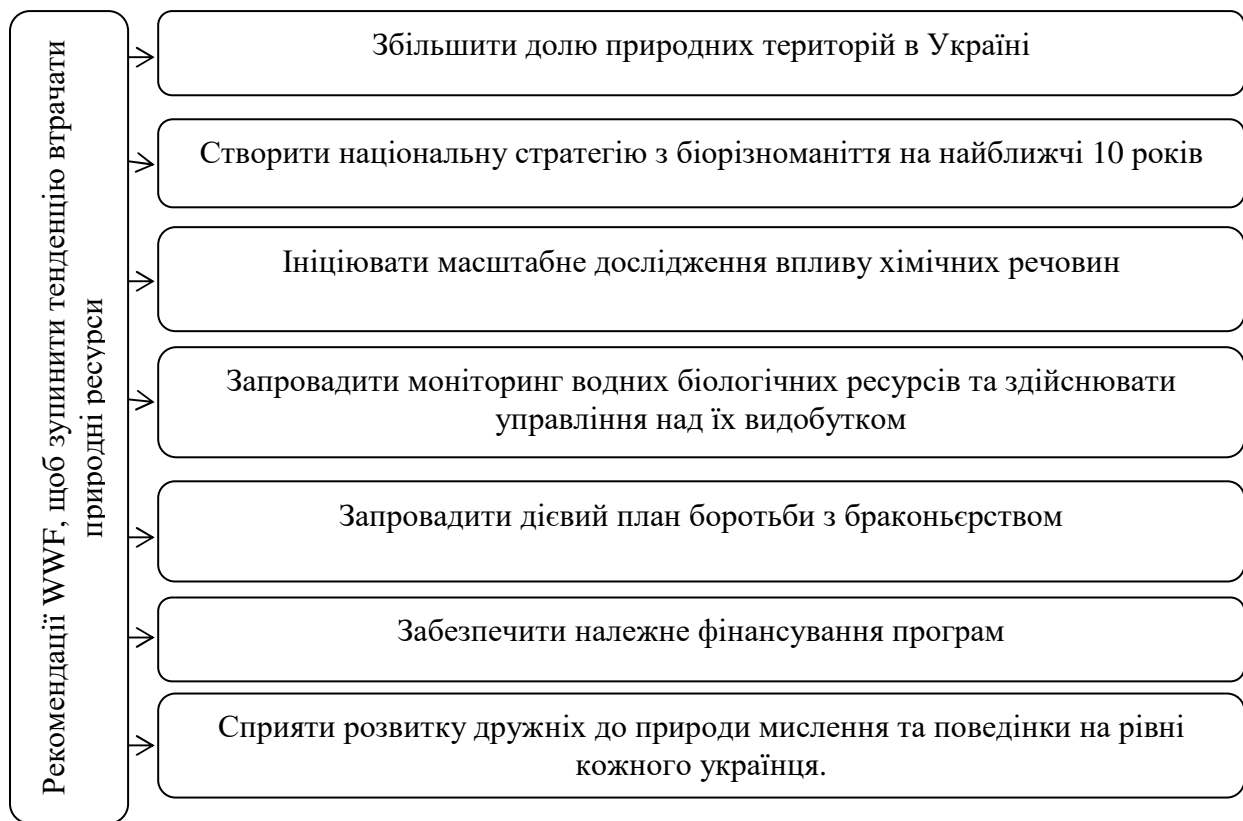 Рекомендації WWF, щоб зупинити тенденцію втрачати
природні ресурси
Збільшити долю природних територій в Україні
Створити національну стратегію з біорізноманіття на найближчі 10 років
Ініціювати масштабне дослідження впливу хімічних речовин
Запровадити моніторинг водних біологічних ресурсів та здійснювати
управління над їх видобутком
Запровадити дієвий план боротьби з браконьєрством
Забезпечити належне фінансування програм
Сприяти розвитку дружніх до природи мислення та поведінки на рівні
кожного українця.